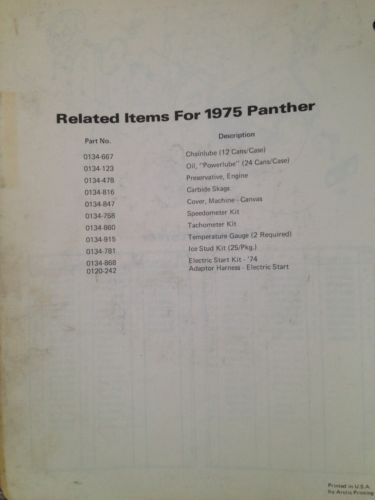 Related Items For 1975 Panther
Part No. Description
0134-667 Chainlube (12 Cans/Case)
0134-123 Oil, "Powerlube" (24 Cans/Case)
0134-478 Preservative, Engine
0134-816 Carbide Skags
0134-847 Cover, Machine - Canvas
0134-758 Speedometer Kit
0134-860 Tachometer Kit
0134-915 Temperature Gauge (2 Required)
0134-781 Ice Stud Kit (25/Pkg.)
0134-868 Electric Start Kit - '74
0120-242 Adaptor Harness - Electric Start
Printed in U.S.A.
by Arctic Printing